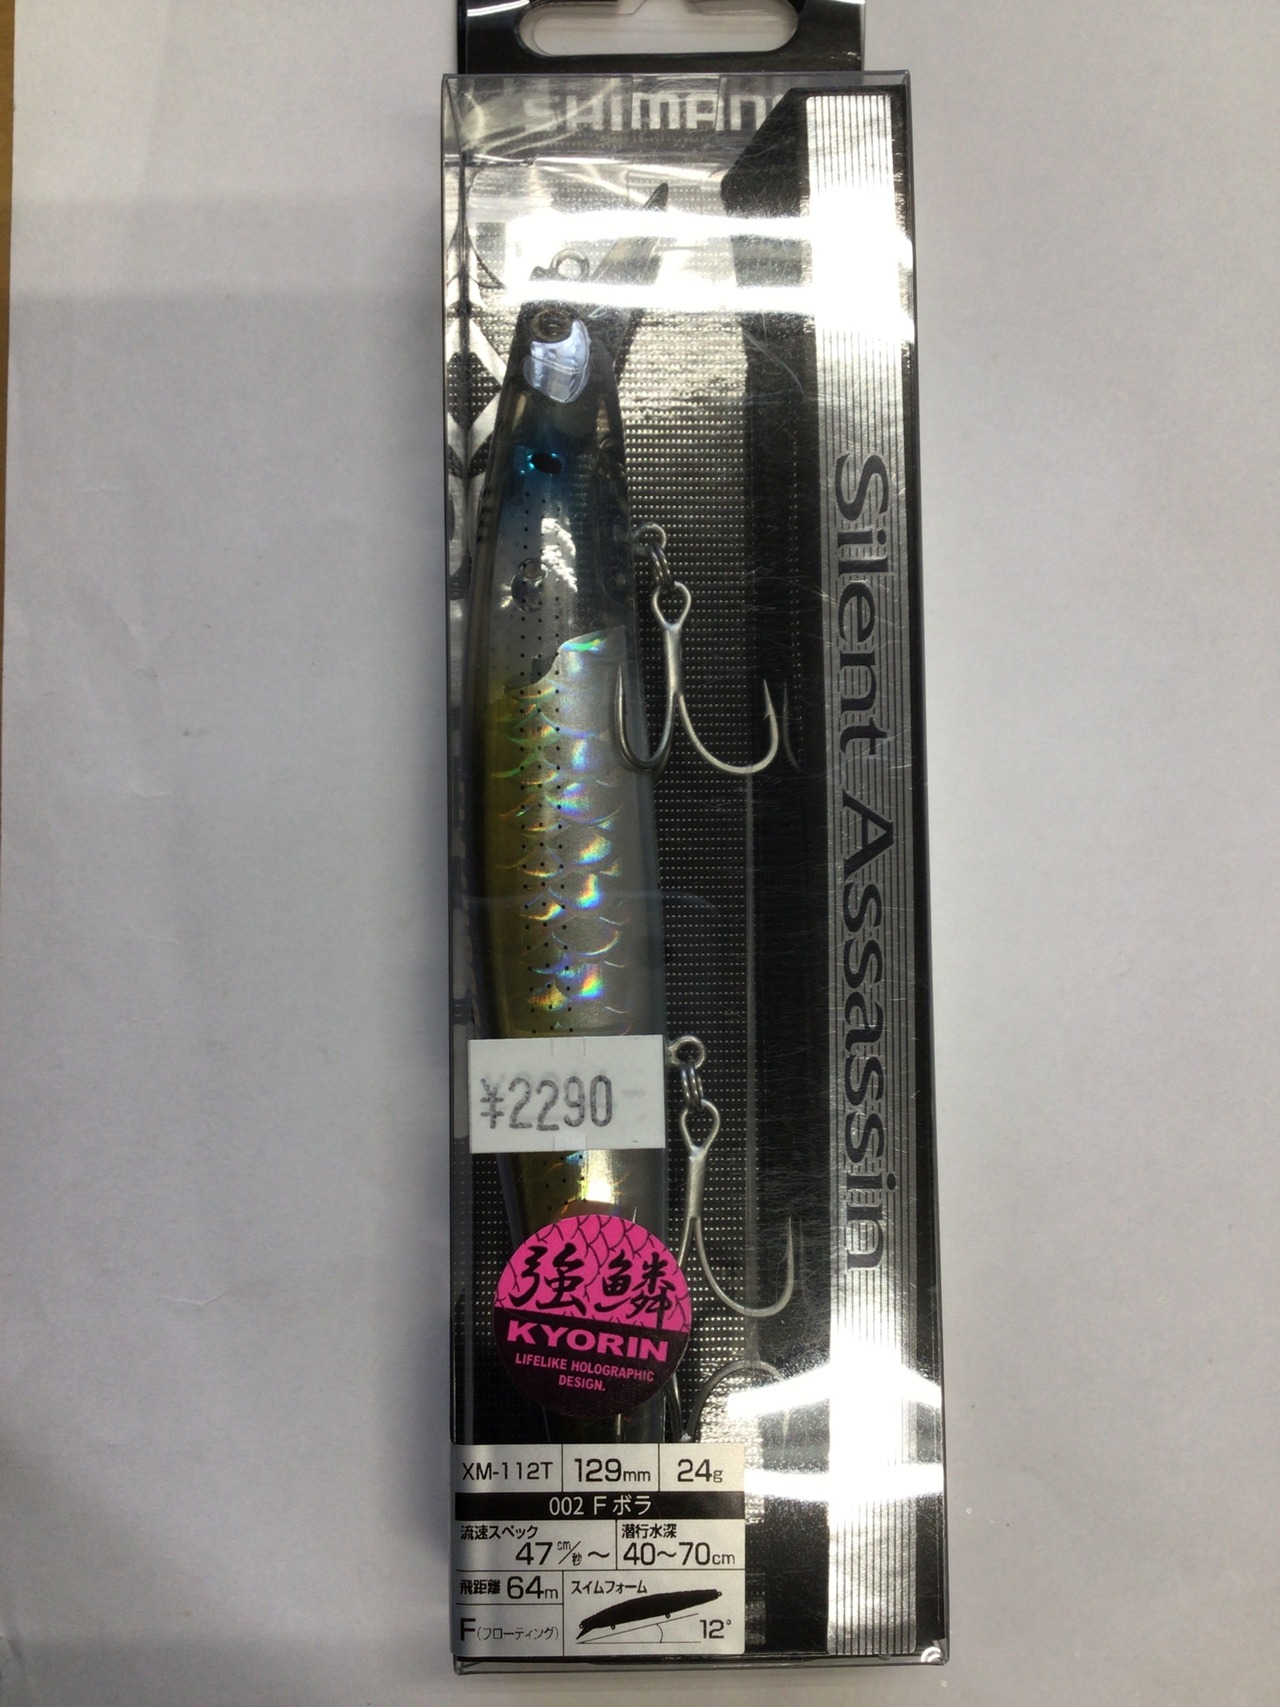 SHIMANO
Silent Assassin
¥2290
強鱗
KYORIN
LIFELIKE HOLOGRAPHIC
DESIGN.
XM-112T 129mm 24g
002 F ボラ
流速スペック 潜行水深
47cm/秒～ 40～70cm
飛距離 64m スイムフォーム
F(フローティング) 12°